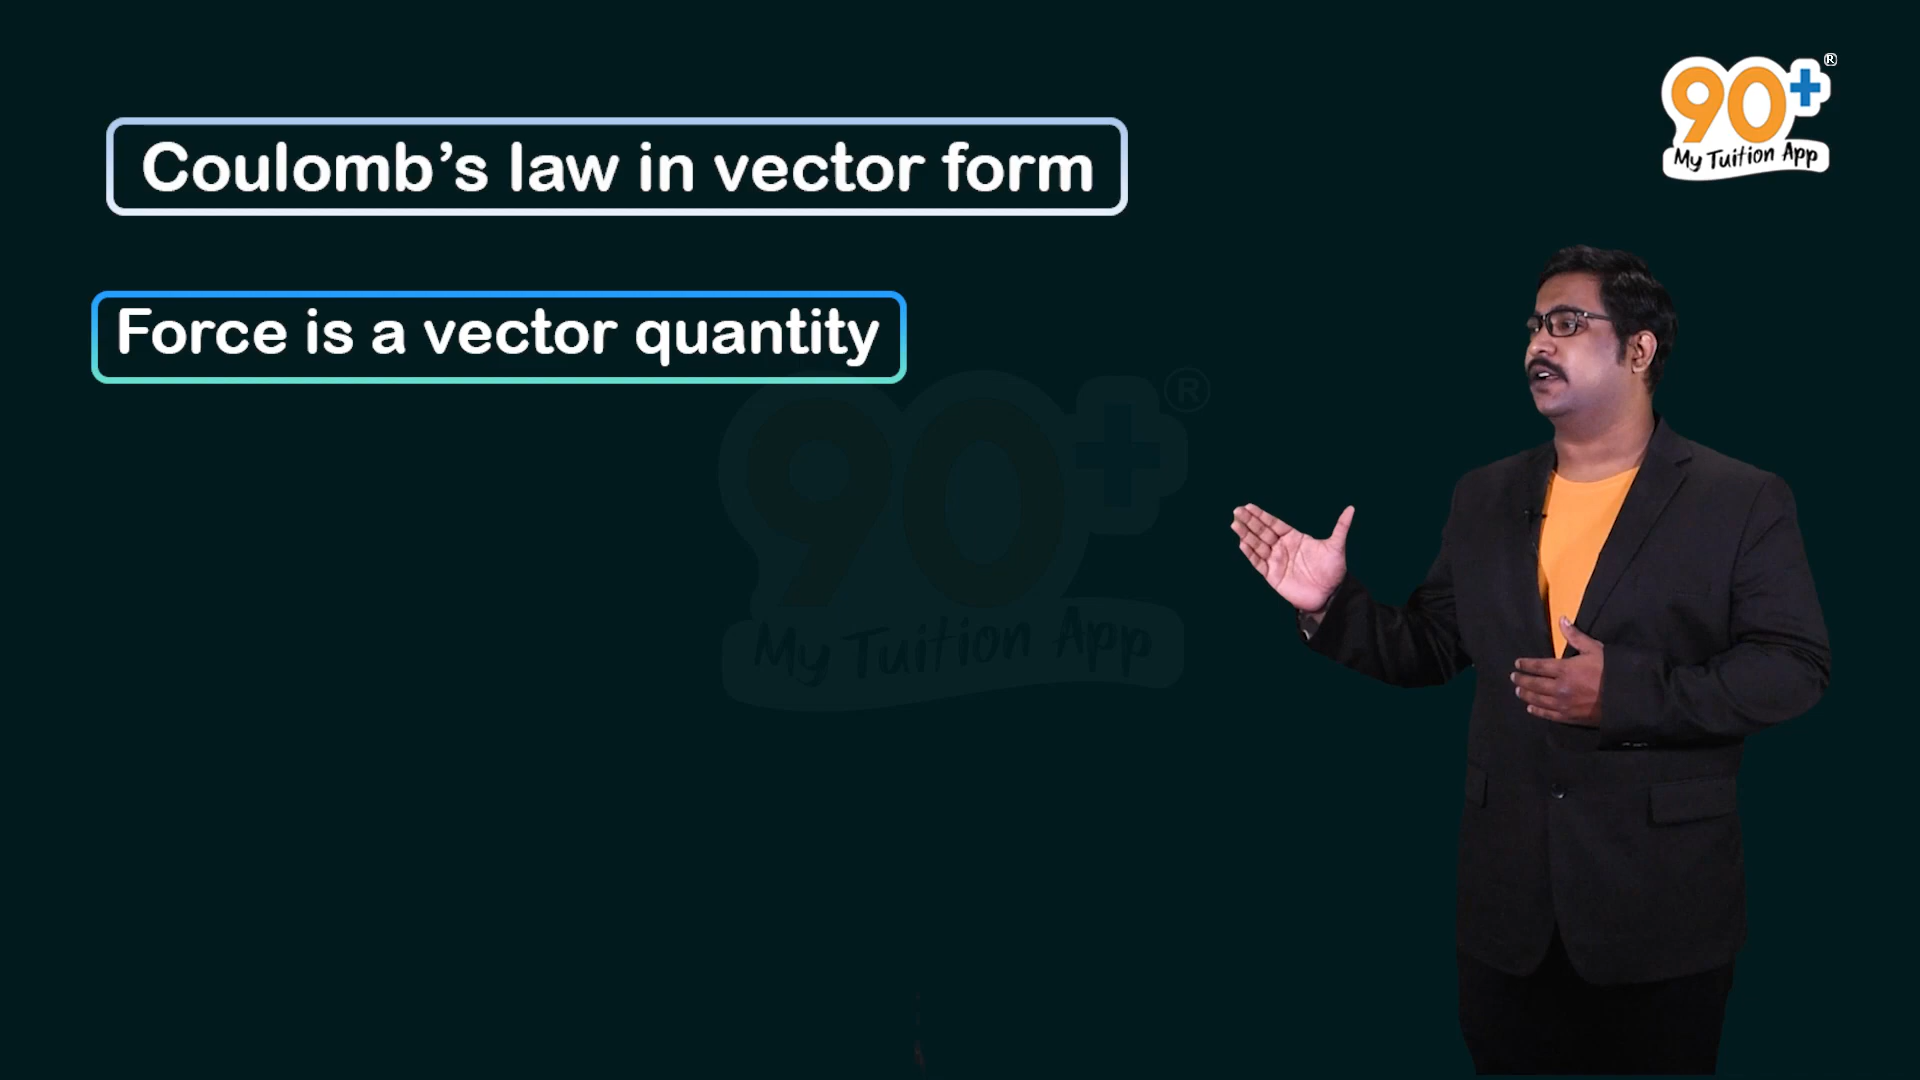 90+®
My Tuition App
Coulomb’s law in vector form
Force is a vector quantity
90+®
My Tuition App